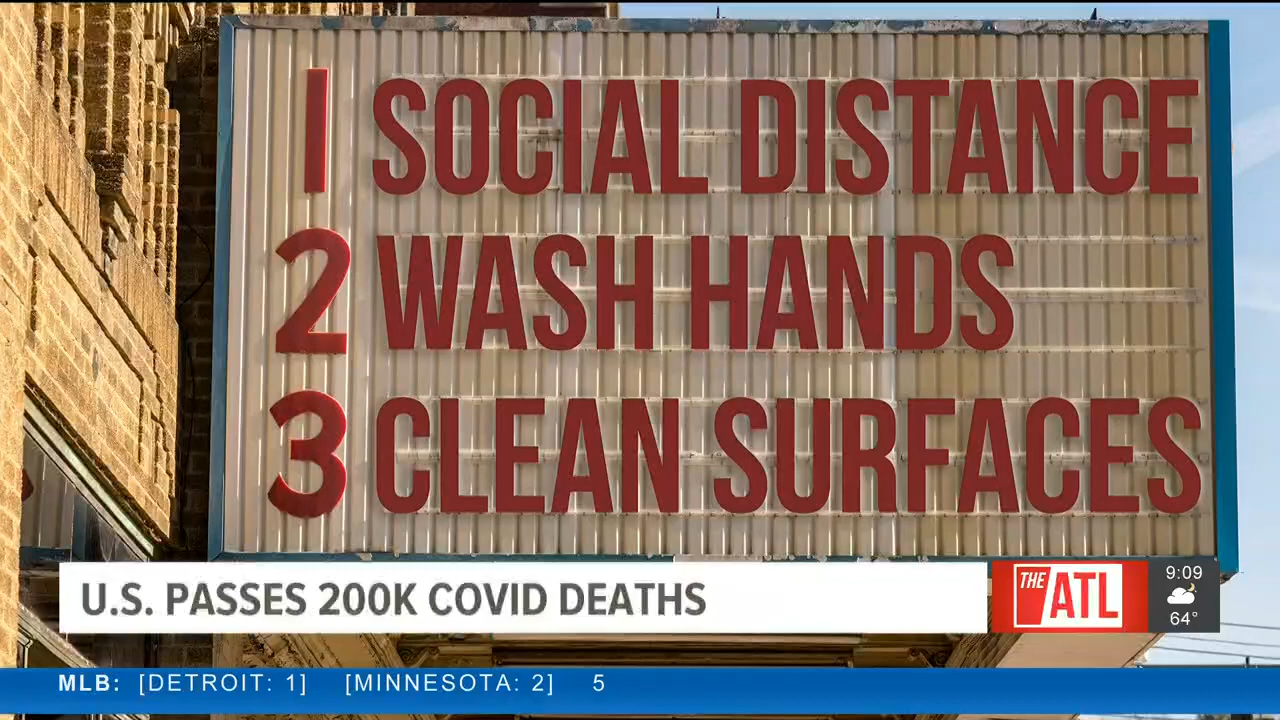 1 SOCIAL DISTANCE
2 WASH HANDS
3 CLEAN SURFACES
U.S. PASSES 200K COVID DEATHS
THE ATL
9:09
64°
MLB: [DETROIT: 1] [MINNESOTA: 2] 5